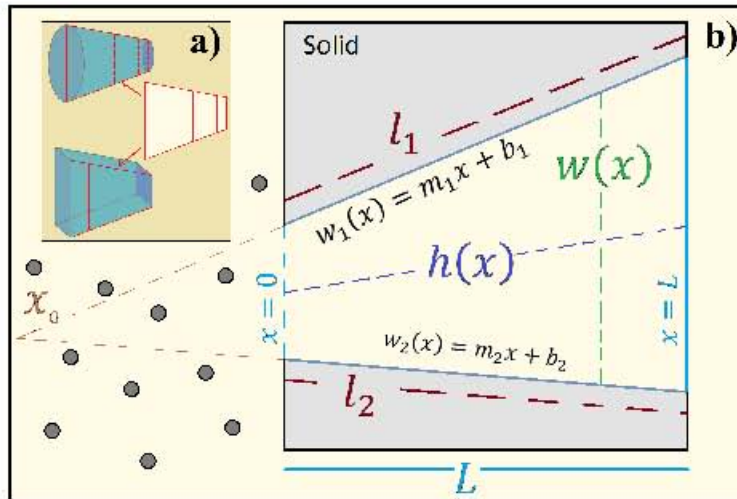 a)
Solid
b)
l₁
w₁(x) = m₁x + b₁
w(x)
x₀
x = 0
h(x)
x = L
w₂(x) = m₂x + b₂
l₂
L